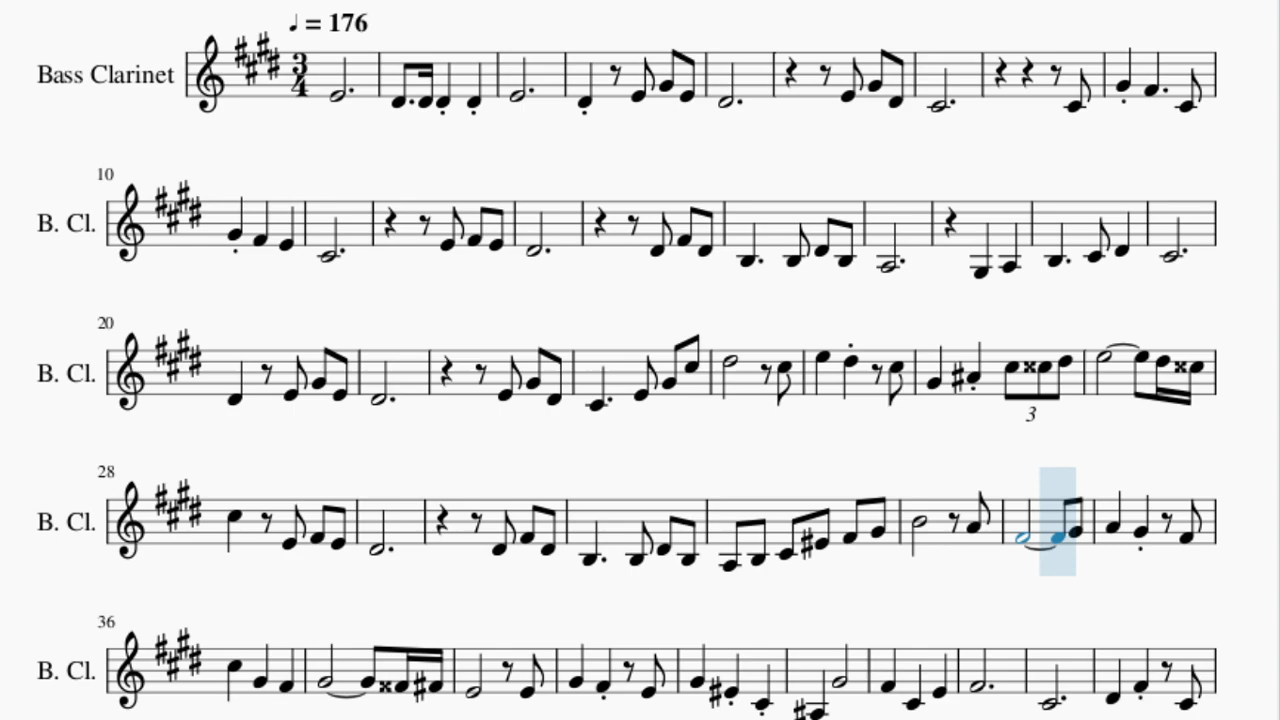 ♩ = 176
Bass Clarinet
3
4
10
B. Cl.
20
B. Cl.
3
28
B. Cl.
36
B. Cl.